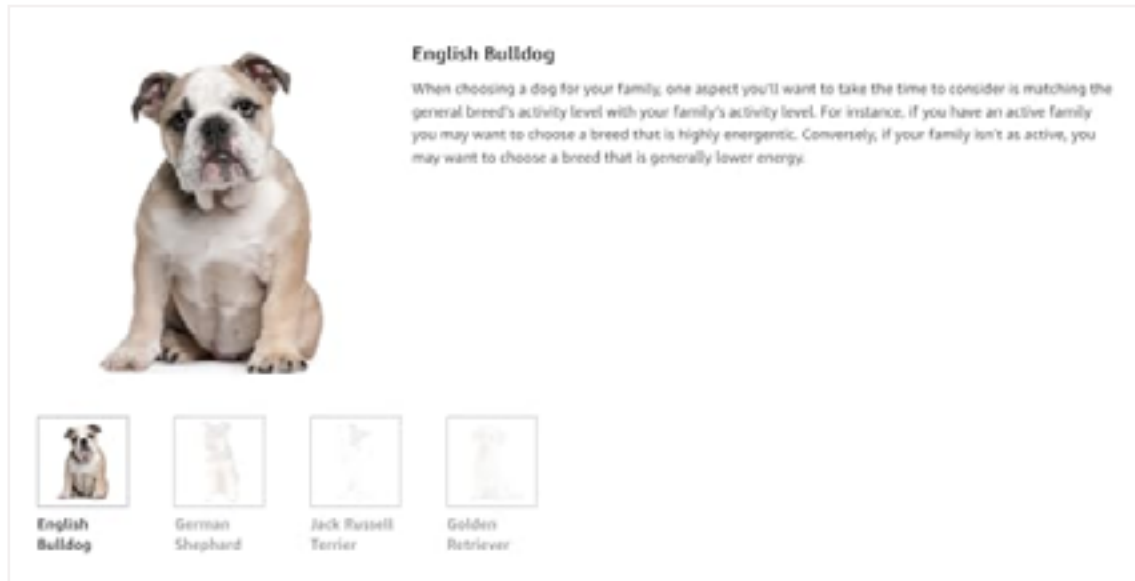 English Bulldog
When choosing a dog for your family, one aspect you'll want to take the time to consider is matching the
general breed's activity level with your family's activity level. For instance, if you have an active family
you may want to choose a breed that is highly energentic. Conversely, if your family isn't as active, you
may want to choose a breed that is generally lower energy.
English
Bulldog
German
Shephard
Jack Russell
Terrier
Golden
Retriever